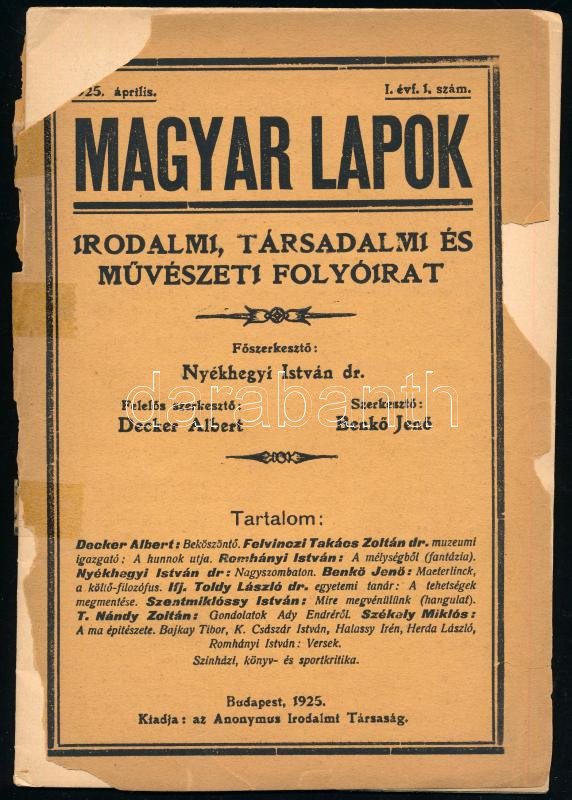 925. április.
I. évf. 1. szám.
MAGYAR LAPOK
IRODALMI, TÁRSADALMI ÉS
MŰVÉSZETI FOLYÓIRAT
Főszerkesztő:
Nyékhegyi István dr.
Felelős szerkesztő:
Decker Albert
Szerkesztő:
Benkő Jenő
darabanth
Tartalom:
Decker Albert: Beköszöntő. Felvinczi Takács Zoltán dr. muzeumi
igazgató: A hunnok utja. Romhányi István: A mélységből (fantázia).
Nyékhegyi István dr: Nagyszombaton. Benkő Jenő: Maeterlinck,
a költő-filozófus. Ifj. Toldy László dr. egyetemi tanár: A tehetségek
megmentése. Szentmiklóssy István: Mire megvénülünk (hangulat).
T. Nándy Zoltán: Gondolatok Ady Endréről. Székely Miklós:
A ma épitészete. Bajkay Tibor, K. Császár István, Halassy Irén, Herda László,
Romhányi István: Versek.
Szinházi, könyv- és sportkritika.
Budapest, 1925.
Kiadja: az Anonymus Irodalmi Társaság.